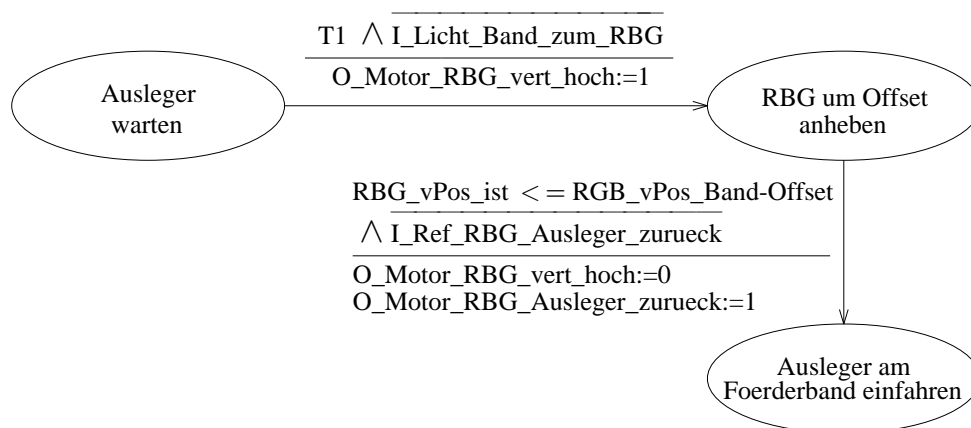 T1 ∧ I_Licht_Band_zum_RBG
O_Motor_RBG_vert_hoch:=1
Ausleger
warten
RBG um Offset
anheben
RBG_vPos_ist <= RGB_vPos_Band-Offset
∧ I_Ref_RBG_Ausleger_zurueck
O_Motor_RBG_vert_hoch:=0
O_Motor_RBG_Ausleger_zurueck:=1
Ausleger am
Foerderband einfahren